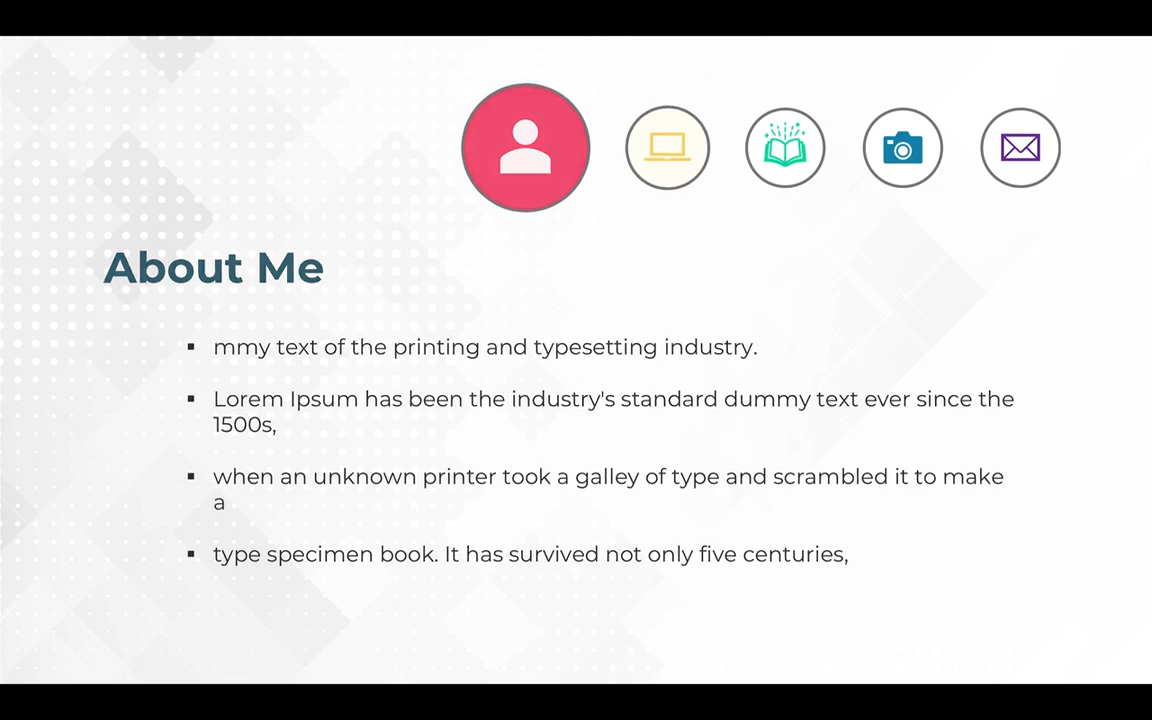 About Me
▪ mmy text of the printing and typesetting industry.
▪ Lorem Ipsum has been the industry's standard dummy text ever since the
1500s,
▪ when an unknown printer took a galley of type and scrambled it to make
a
▪ type specimen book. It has survived not only five centuries,